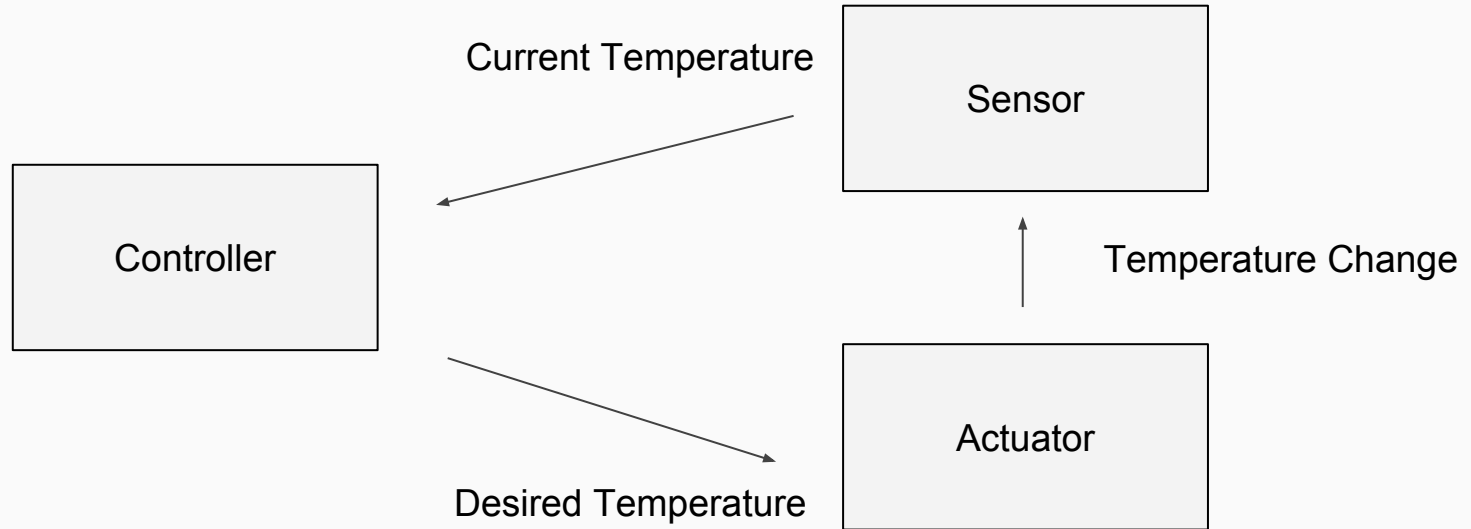 Current Temperature
Sensor
Controller
Temperature Change
Actuator
Desired Temperature